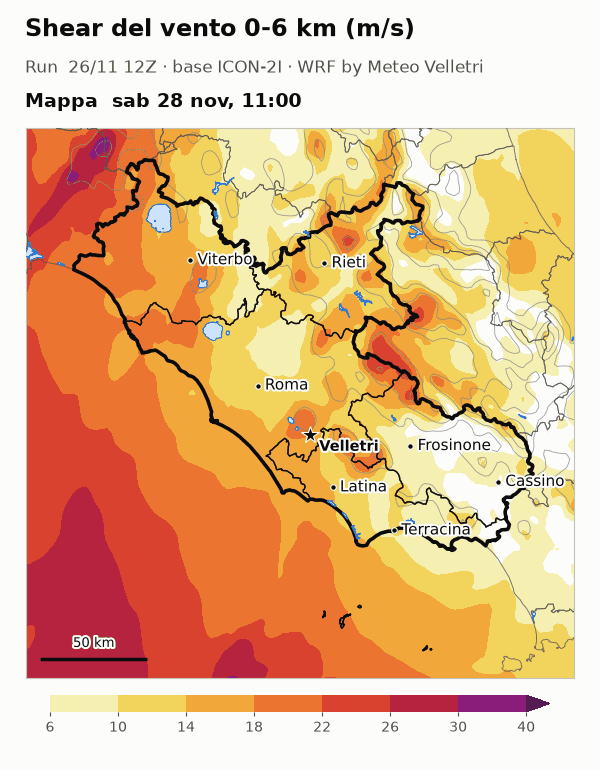 Shear del vento 0-6 km (m/s)
Run  26/11 12Z · base ICON-2I · WRF by Meteo Velletri
Mappa  sab 28 nov, 11:00
Viterbo
Rieti
Roma
Velletri
Frosinone
Latina
Cassino
Terracina
50 km
6 10 14 18 22 26 30 40